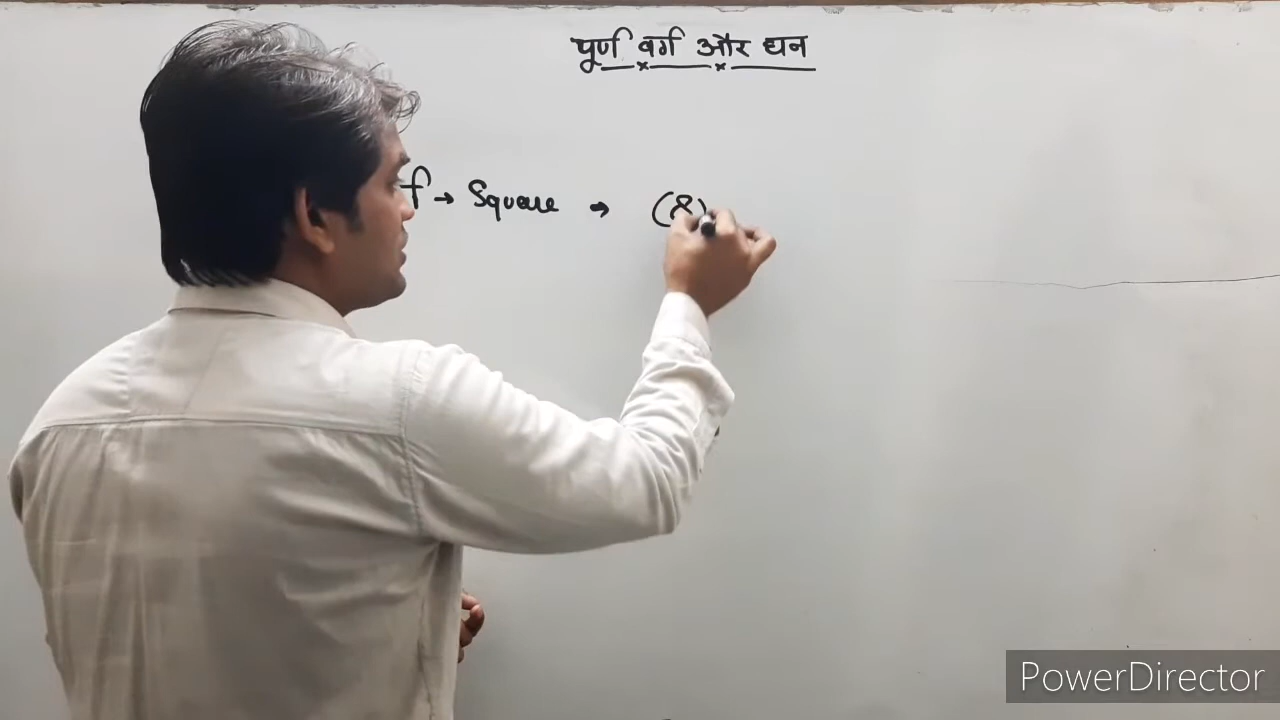 पूर्ण वर्ग और घन
→ Square → (8)
PowerDirector